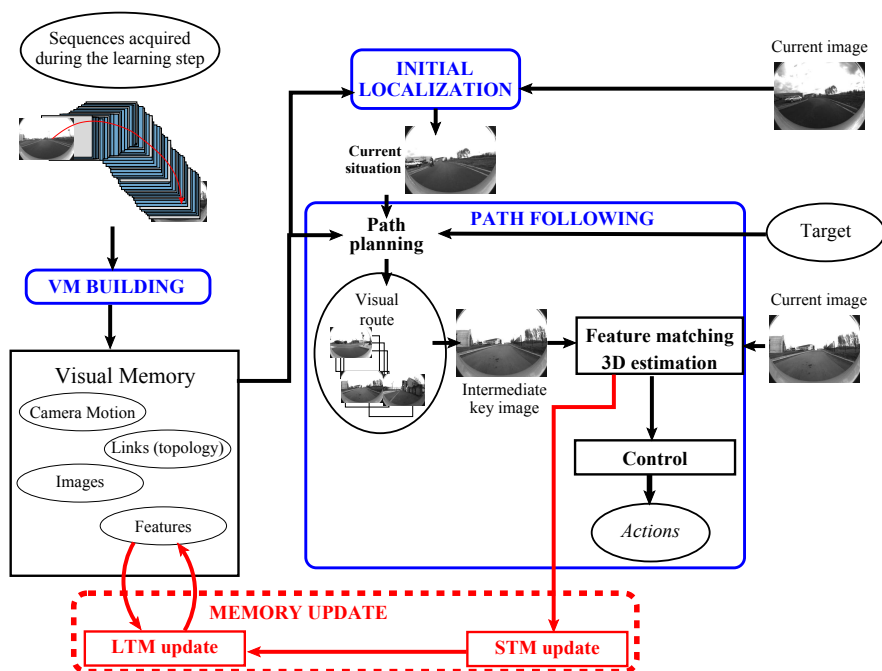 Sequences acquired
during the learning step
INITIAL
LOCALIZATION
Current image
Current
situation
PATH FOLLOWING
Path
planning
Target
VM BUILDING
Visual
route
Current image
Feature matching
3D estimation
Intermediate
key image
Visual Memory
Camera Motion
Links (topology)
Images
Features
Control
Actions
MEMORY UPDATE
LTM update
STM update